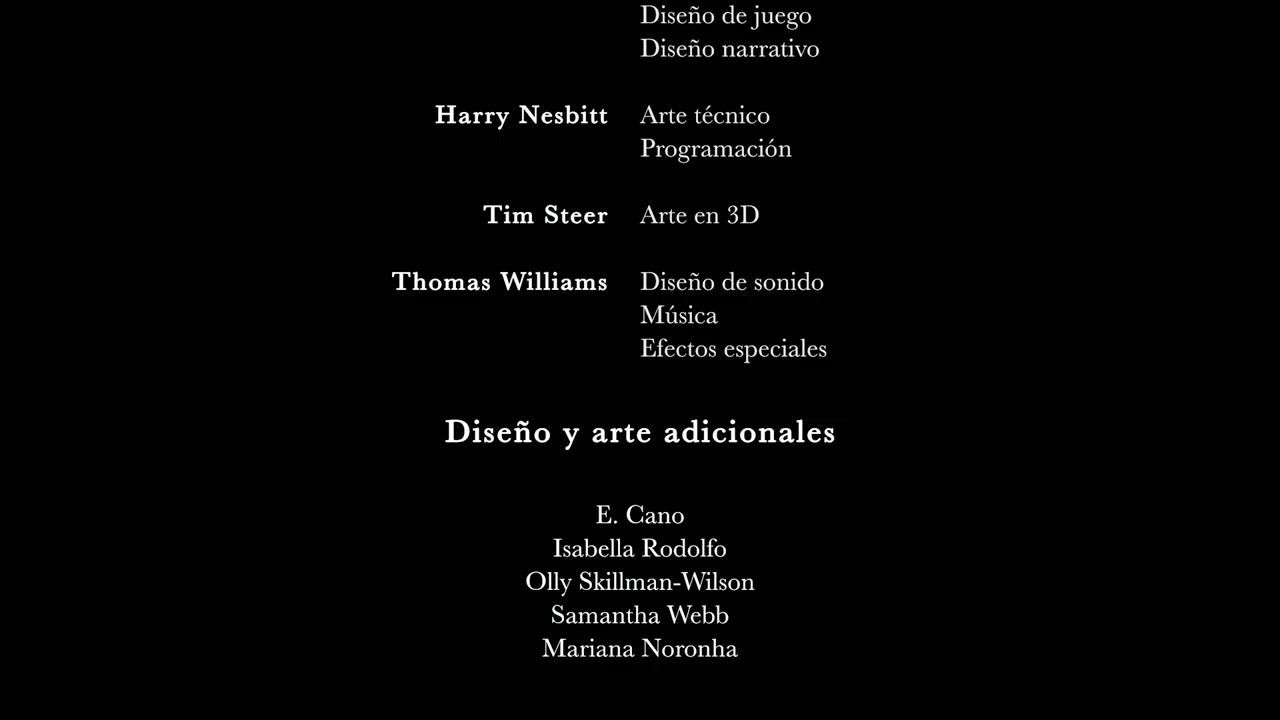 Diseño de juego
Diseño narrativo
Harry Nesbitt Arte técnico
Programación
Tim Steer Arte en 3D
Thomas Williams Diseño de sonido
Música
Efectos especiales
Diseño y arte adicionales
E. Cano
Isabella Rodolfo
Olly Skillman-Wilson
Samantha Webb
Mariana Noronha